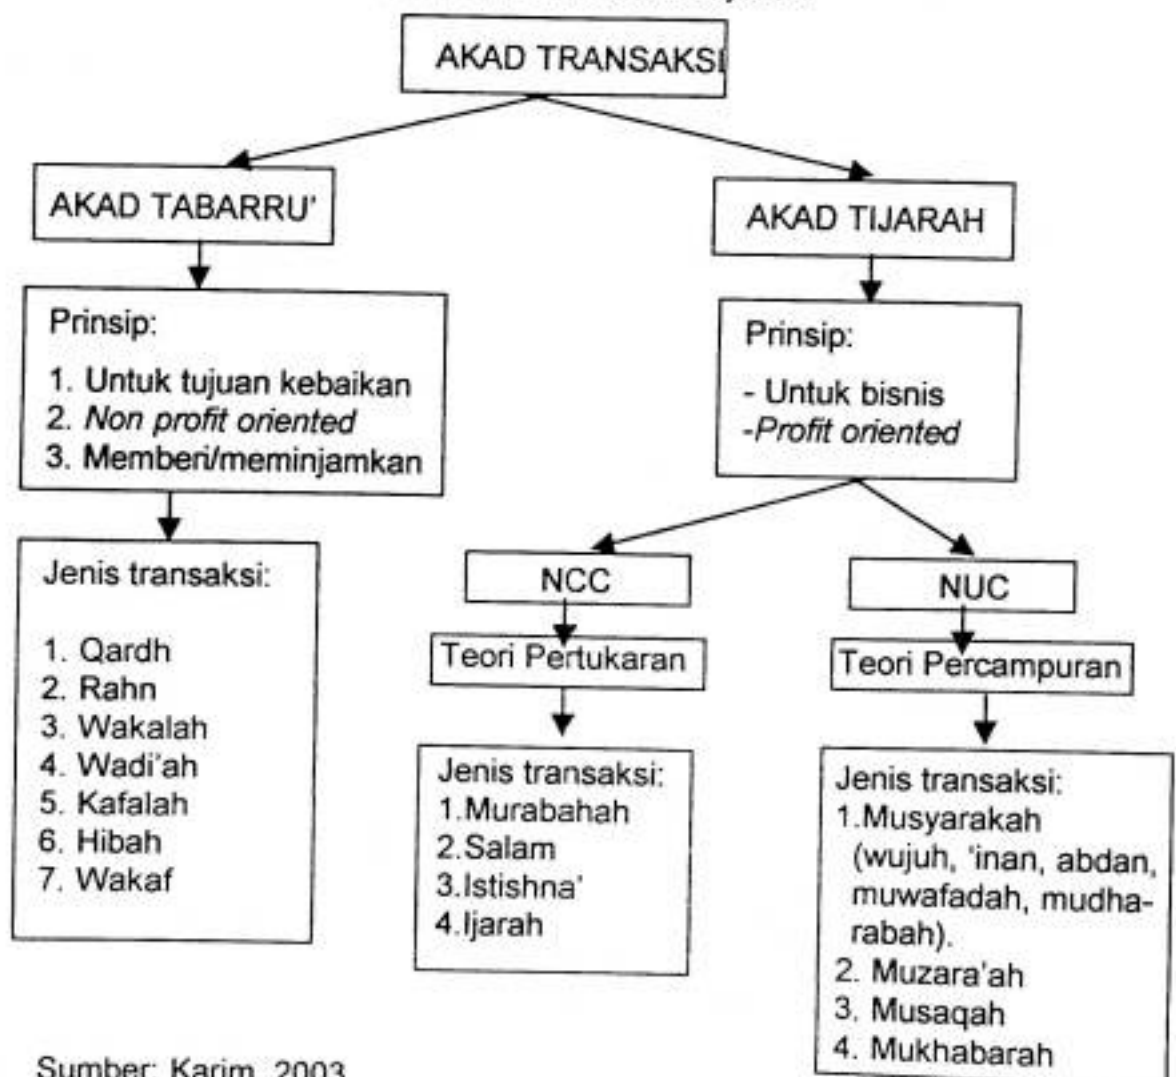 AKAD TRANSAKSI
AKAD TABARRU'
Prinsip:
1. Untuk tujuan kebaikan
2. Non profit oriented
3. Memberi/meminjamkan
Jenis transaksi:
1. Qardh
2. Rahn
3. Wakalah
4. Wadi'ah
5. Kafalah
6. Hibah
7. Wakaf
AKAD TIJARAH
Prinsip:
- Untuk bisnis
-Profit oriented
NCC
Teori Pertukaran
Jenis transaksi:
1.Murabahah
2.Salam
3.Istishna'
4.Ijarah
NUC
Teori Percampuran
Jenis transaksi:
1.Musyarakah
(wujuh, 'inan, abdan,
muwafadah, mudha-
rabah).
2. Muzara'ah
3. Musaqah
4. Mukhabarah
Sumber: Karim, 2003